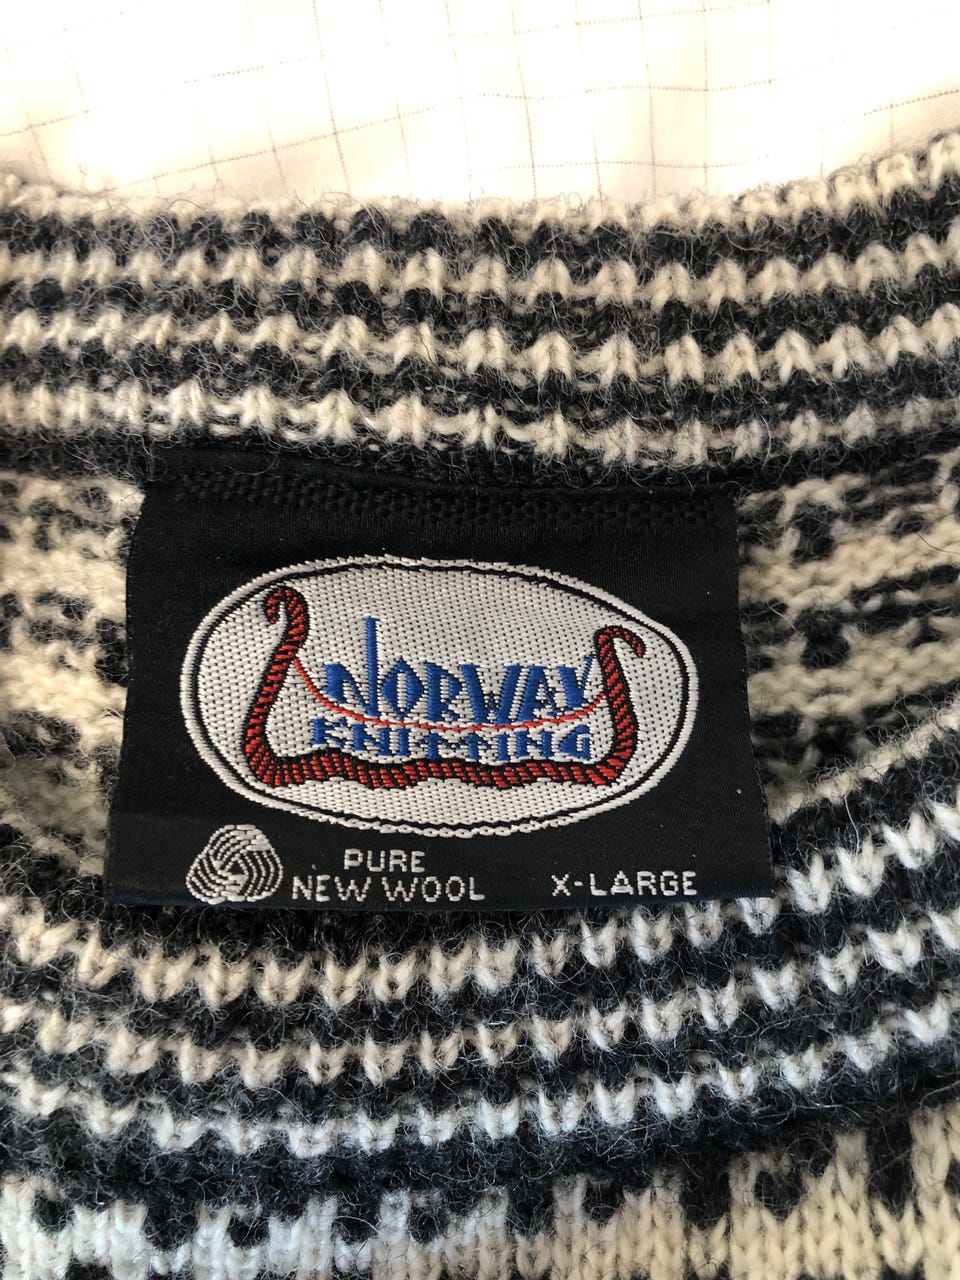 NORWAY
KNITTING
PURE
NEW WOOL
X-LARGE